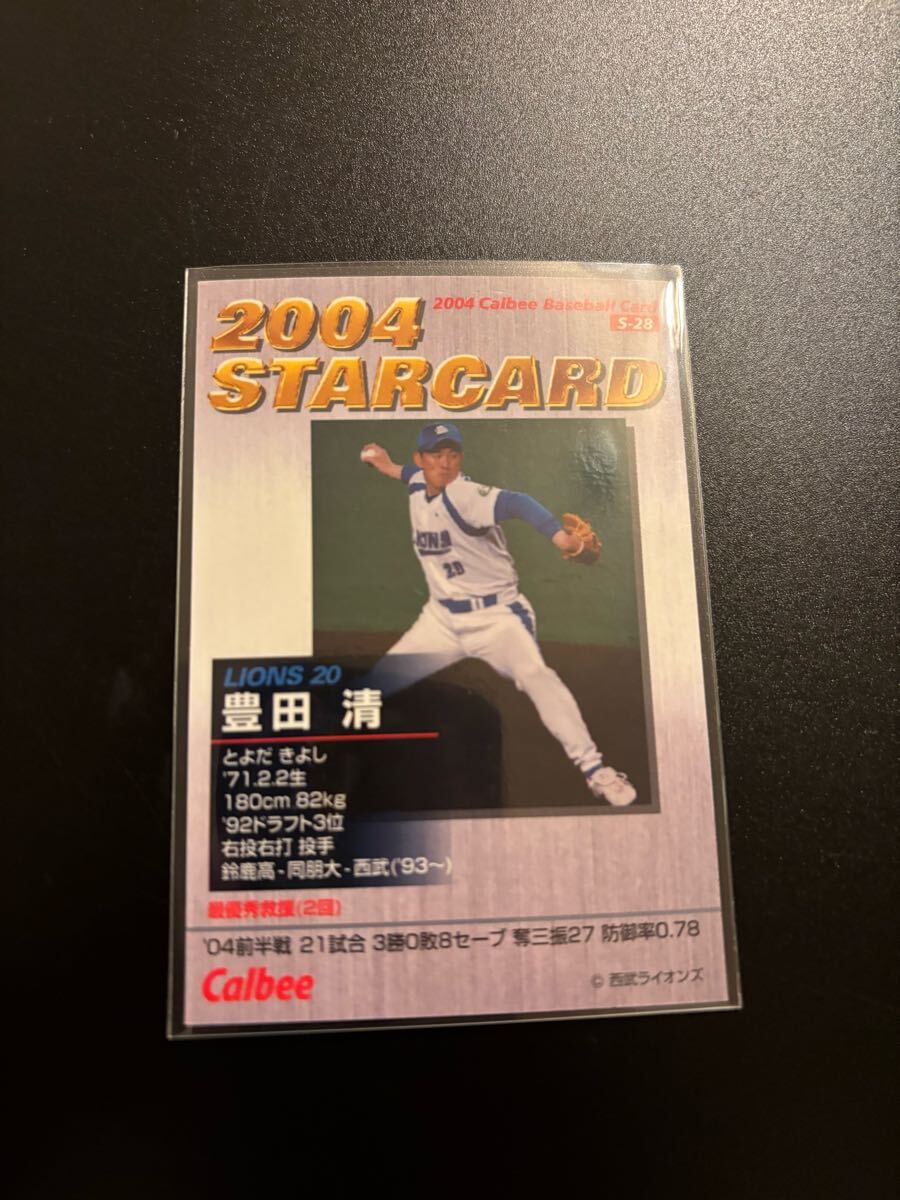 2004 2004 Calbee Baseball Card
S-28
STARCARD
LIONS
20
LIONS 20
豊田 清
とよだ きよし
'71.2.2生
180cm 82kg
'92ドラフト3位
右投右打 投手
鈴鹿高-同朋大-西武('93〜)
最優秀救援(2回)
'04前半戦 21試合 3勝0敗8セーブ 奪三振27 防御率0.78
Calbee
© 西武ライオンズ